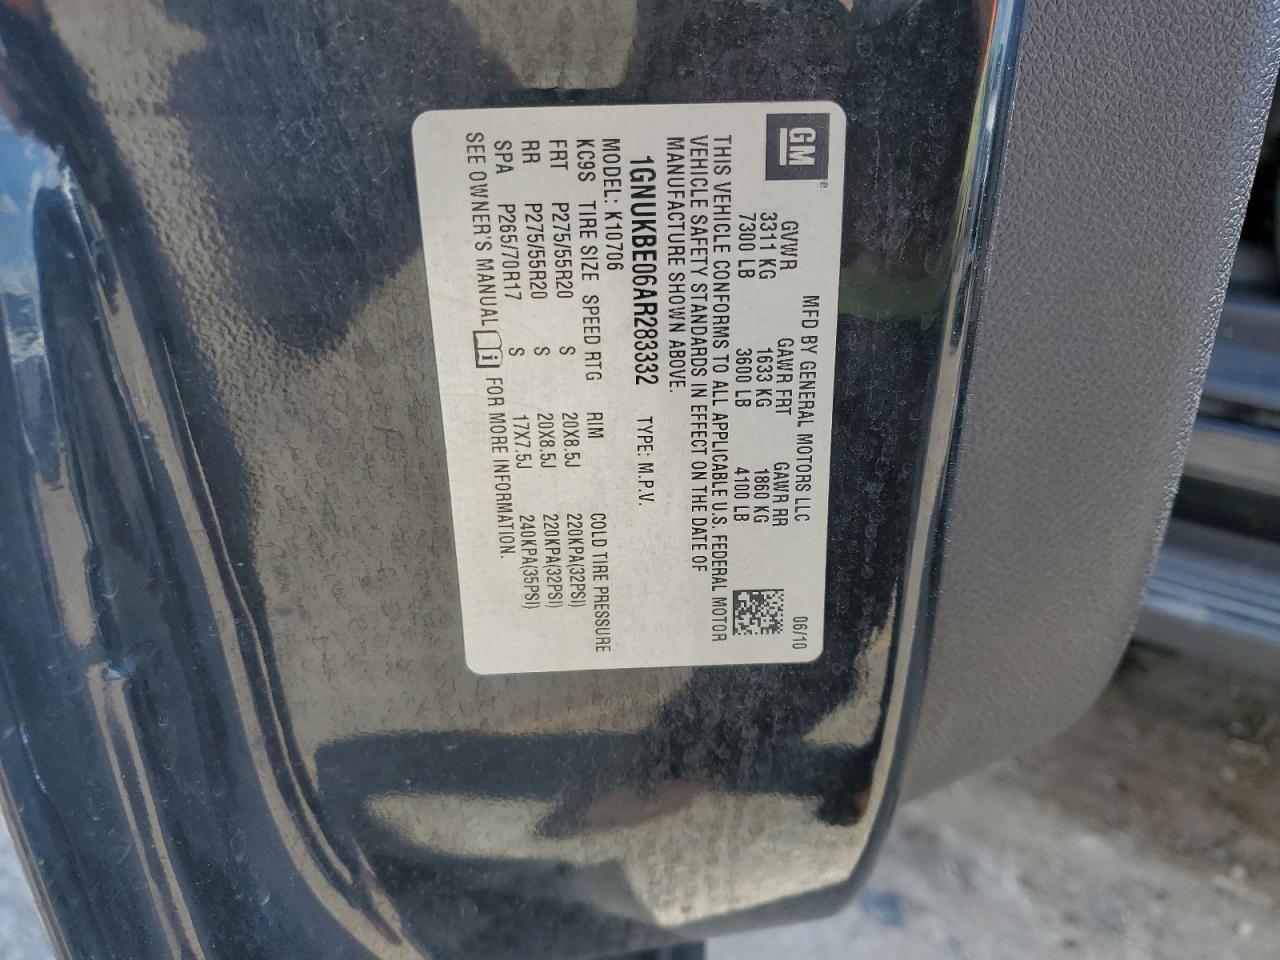 GM®
MFD BY GENERAL MOTORS LLC 06/10
GVWR GAWR FRT GAWR RR
3311 KG 1633 KG 1860 KG
7300 LB 3600 LB 4100 LB
THIS VEHICLE CONFORMS TO ALL APPLICABLE U.S. FEDERAL MOTOR
VEHICLE SAFETY STANDARDS IN EFFECT ON THE DATE OF
MANUFACTURE SHOWN ABOVE.
1GNUKBE06AR283332 TYPE: M.P.V.
MODEL: K10706
KC9S TIRE SIZE SPEED RTG RIM COLD TIRE PRESSURE
FRT P275/55R20 S 20X8.5J 220KPA(32PSI)
RR P275/55R20 S 20X8.5J 220KPA(32PSI)
SPA P265/70R17 S 17X7.5J 240KPA(35PSI)
SEE OWNER'S MANUAL i FOR MORE INFORMATION.